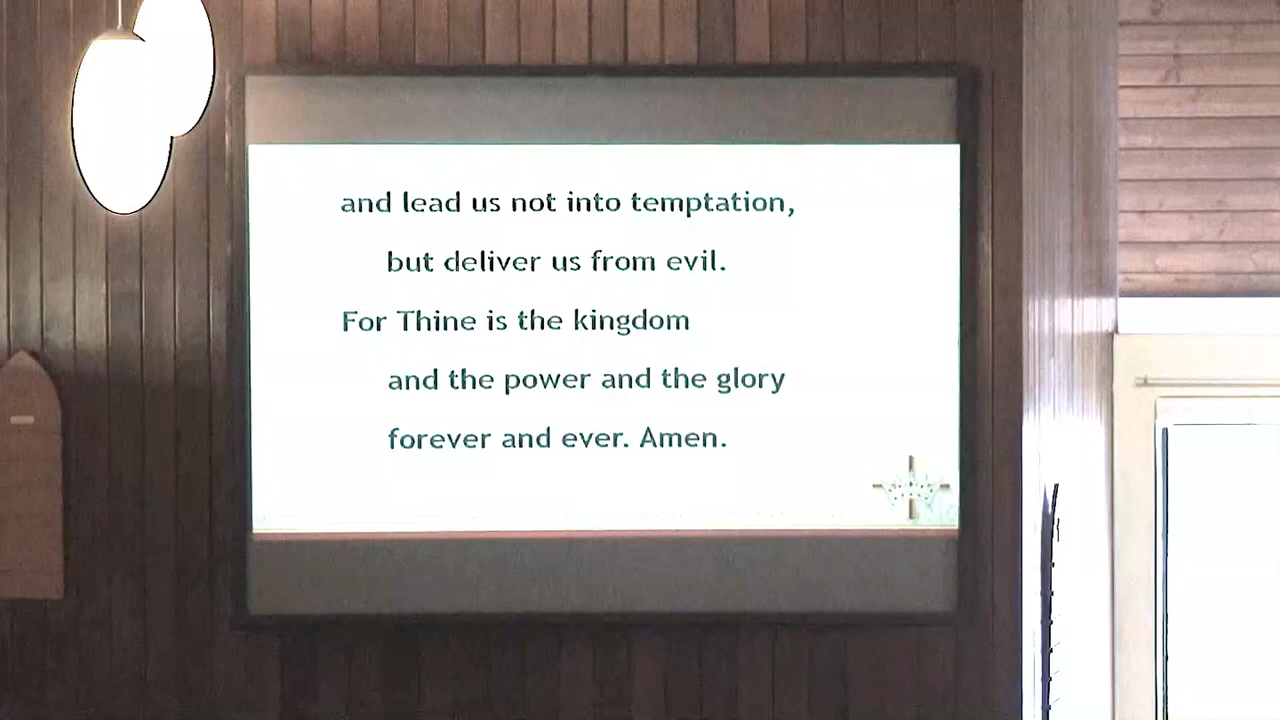 and lead us not into temptation,
but deliver us from evil.
For Thine is the kingdom
and the power and the glory
forever and ever. Amen.